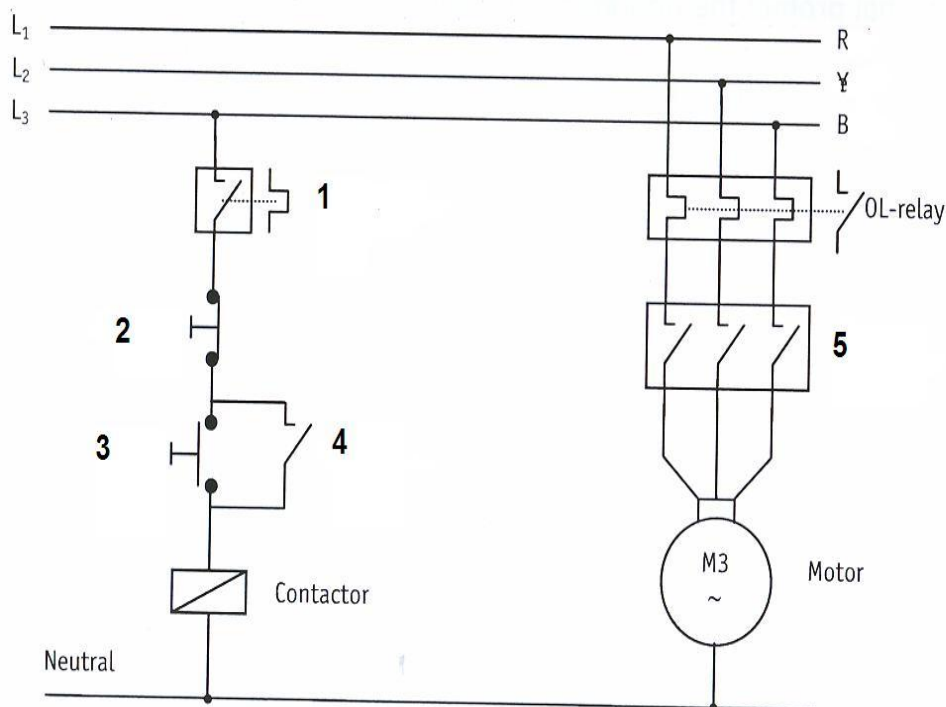 L1 R
L2 Y
L3 B
1
OL-relay
2
5
3
4
M3
~
Motor
Contactor
Neutral